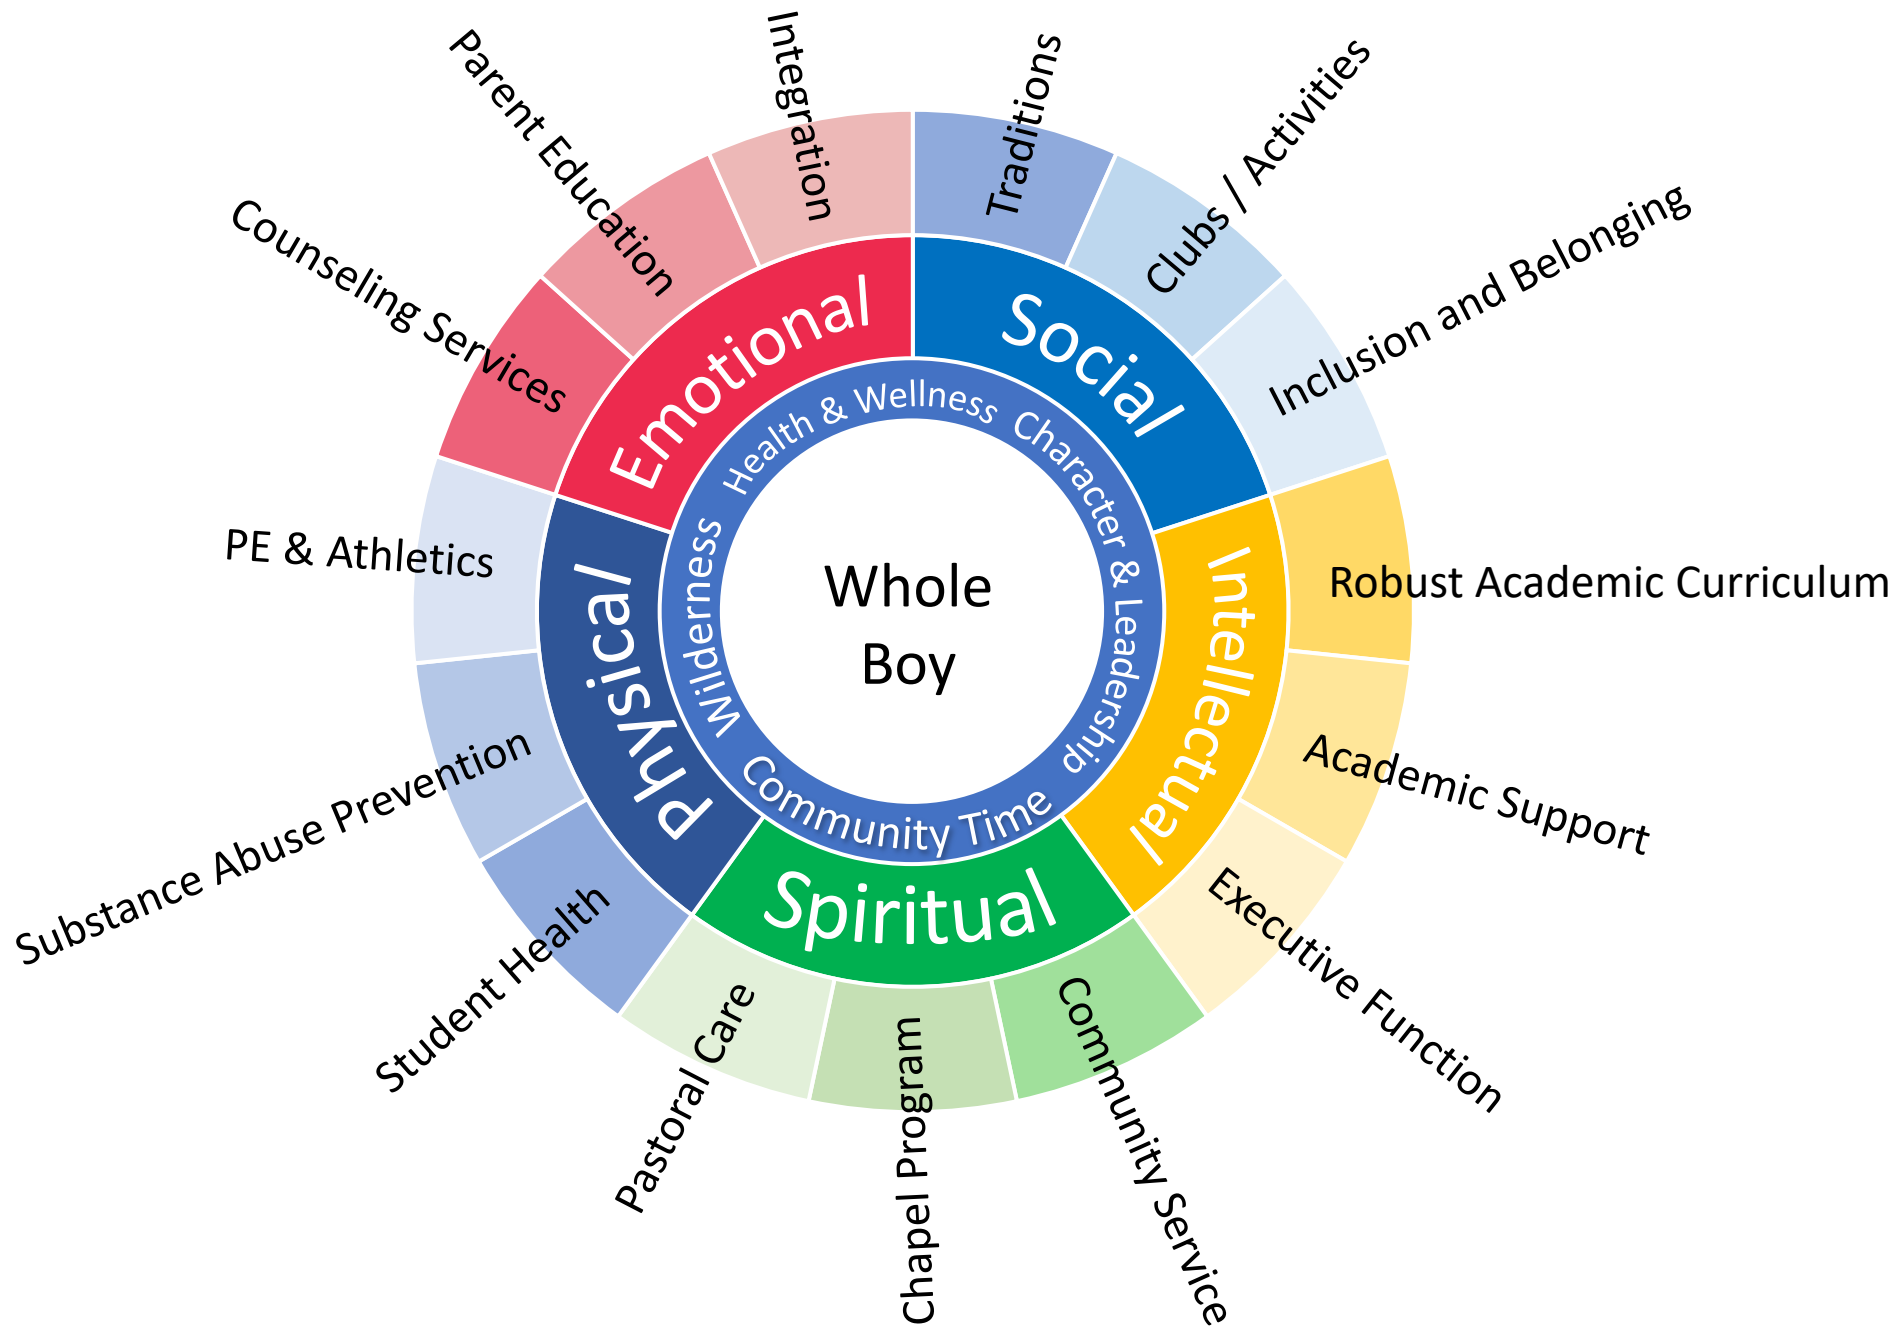 Whole
Boy
Health & Wellness
Character & Leadership
Community Time
Wilderness
Social
Intellectual
Spiritual
Physical
Emotional
Traditions
Clubs / Activities
Inclusion and Belonging
Robust Academic Curriculum
Academic Support
Executive Function
Community Service
Chapel Program
Pastoral Care
Student Health
Substance Abuse Prevention
PE & Athletics
Counseling Services
Parent Education
Integration